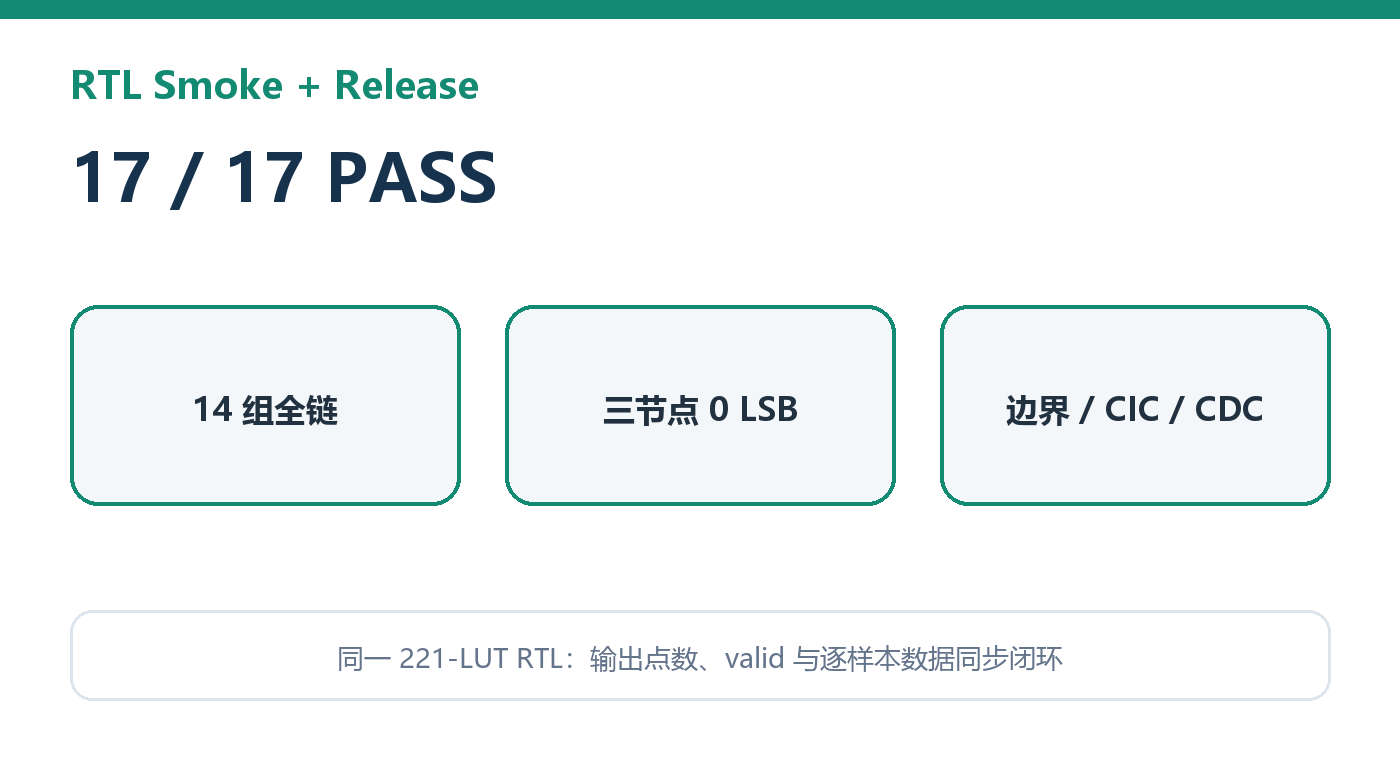 RTL Smoke + Release
17 / 17 PASS
14 组全链
三节点 0 LSB
边界 / CIC / CDC
同一 221-LUT RTL：输出点数、valid 与逐样本数据同步闭环